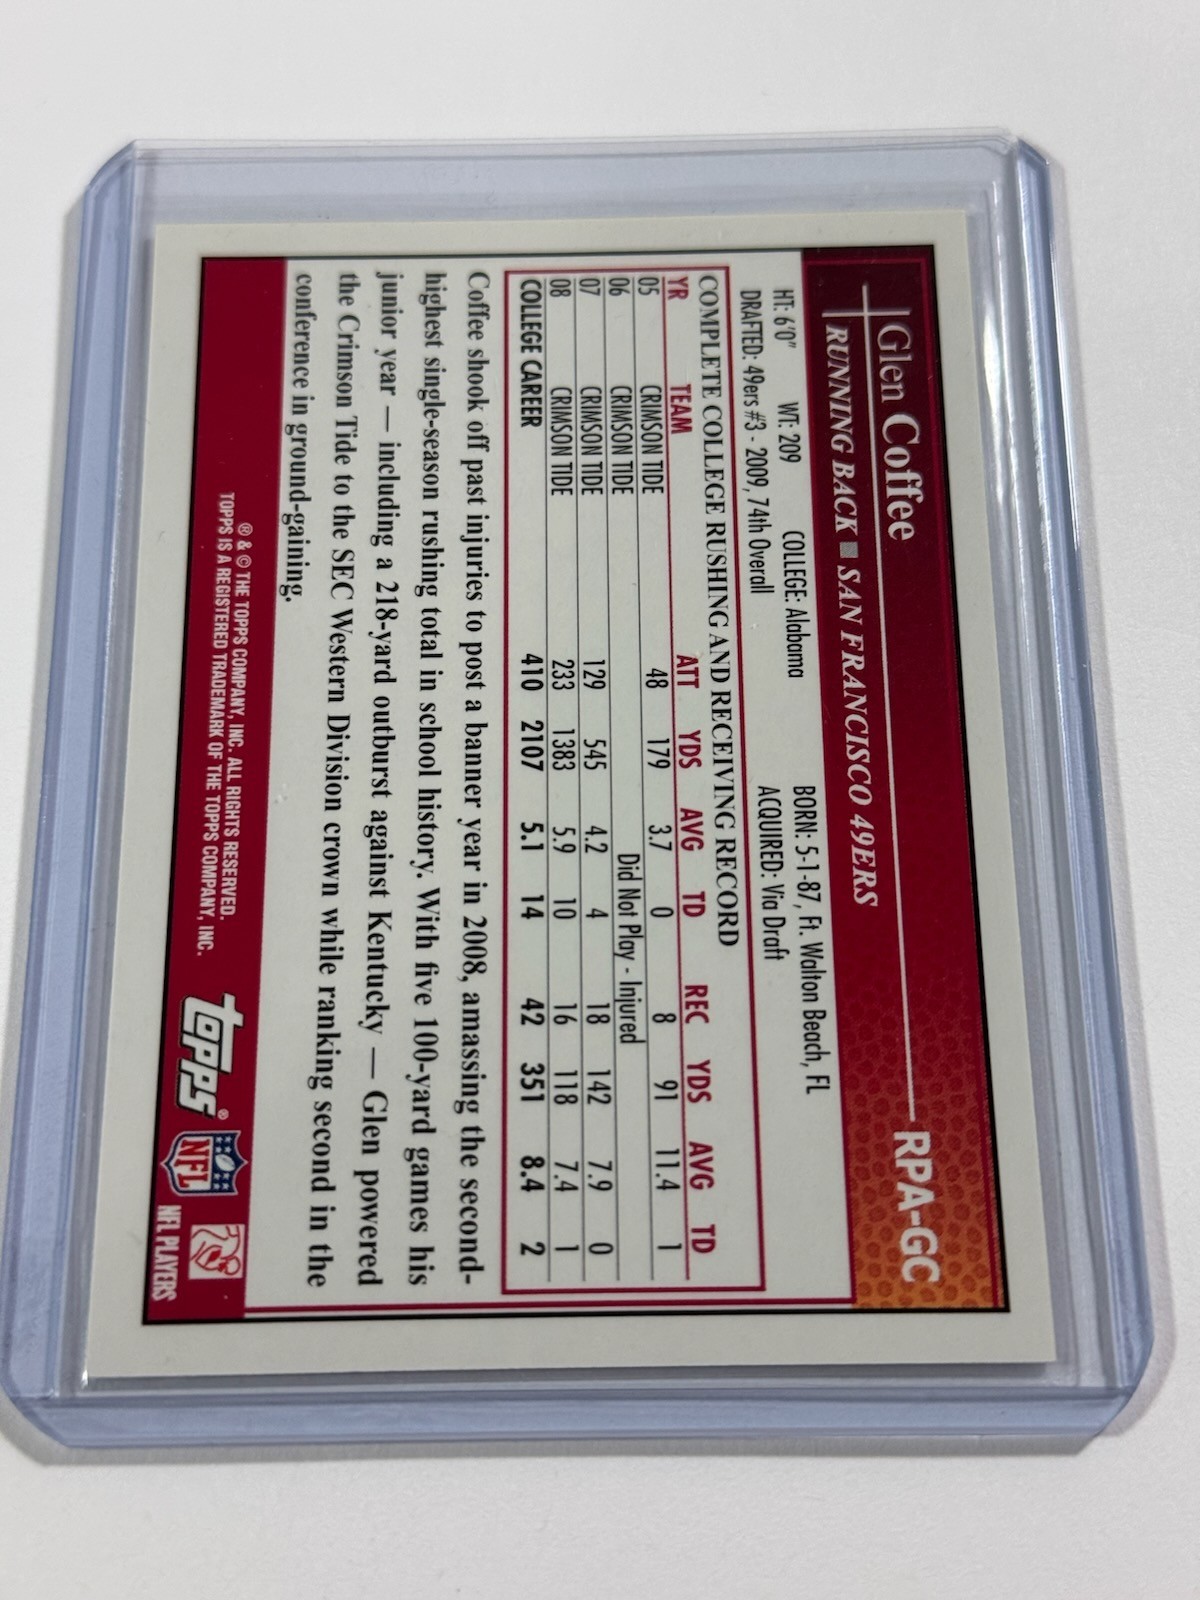 Glen Coffee RPA-GC
RUNNING BACK ■ SAN FRANCISCO 49ERS
HT: 6'0" WT: 209 COLLEGE: Alabama BORN: 5-1-87, Ft. Walton Beach, FL
DRAFTED: 49ers #3 - 2009, 74th Overall ACQUIRED: Via Draft
COMPLETE COLLEGE RUSHING AND RECEIVING RECORD
YR TEAM ATT YDS AVG TD REC YDS AVG TD
05 CRIMSON TIDE 48 179 3.7 0 8 91 11.4 1
06 CRIMSON TIDE Did Not Play - Injured
07 CRIMSON TIDE 129 545 4.2 4 18 142 7.9 0
08 CRIMSON TIDE 233 1383 5.9 10 16 118 7.4 1
COLLEGE CAREER 410 2107 5.1 14 42 351 8.4 2
Coffee shook off past injuries to post a banner year in 2008, amassing the second-
highest single-season rushing total in school history. With five 100-yard games his
junior year — including a 218-yard outburst against Kentucky — Glen powered
the Crimson Tide to the SEC Western Division crown while ranking second in the
conference in ground-gaining.
® & © THE TOPPS COMPANY, INC. ALL RIGHTS RESERVED.
TOPPS IS A REGISTERED TRADEMARK OF THE TOPPS COMPANY, INC.
topps®
NFL
NFL PLAYERS